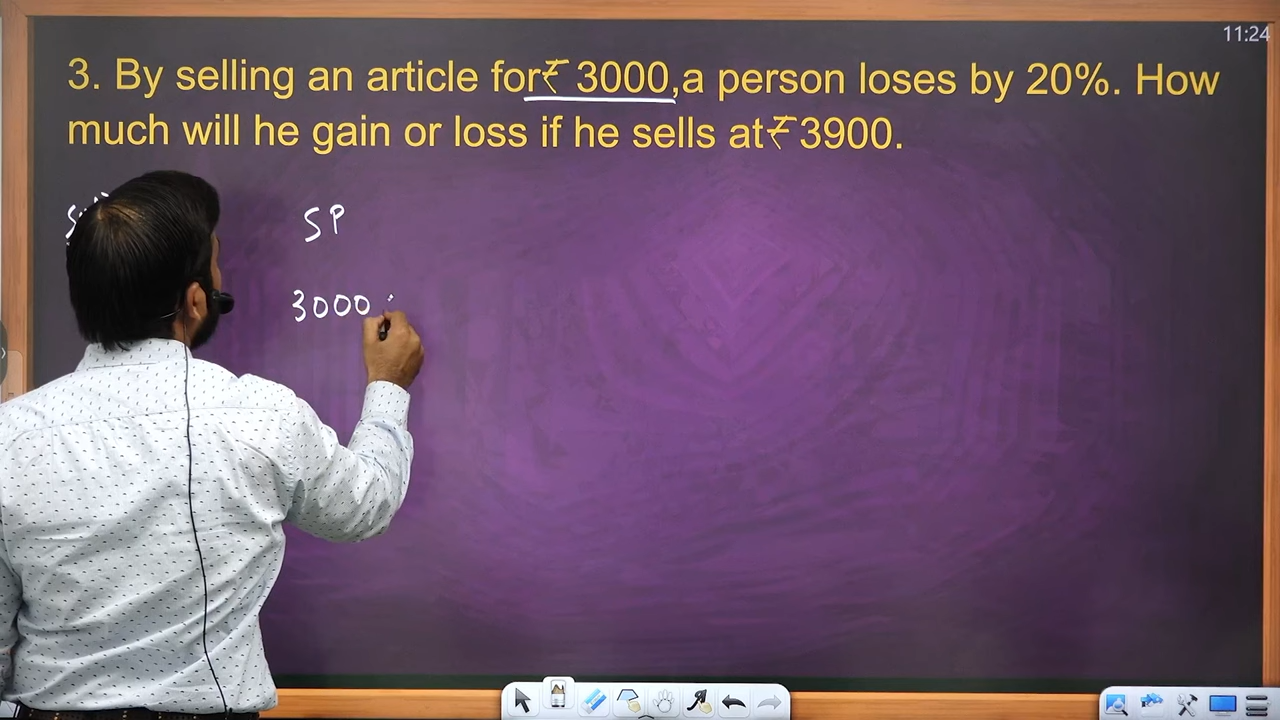 11:24
3. By selling an article for₹ 3000,a person loses by 20%. How
much will he gain or loss if he sells at₹ 3900.
SP
3000